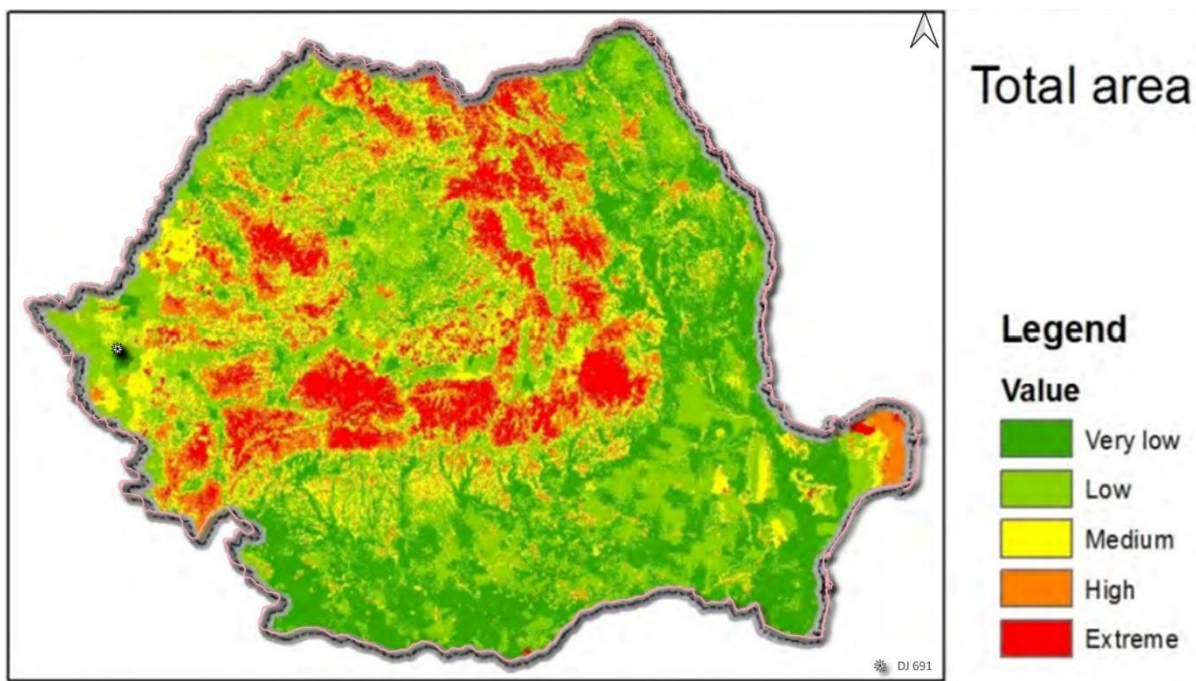 Total area
Legend
Value
Very low
Low
Medium
High
Extreme
DJ 691